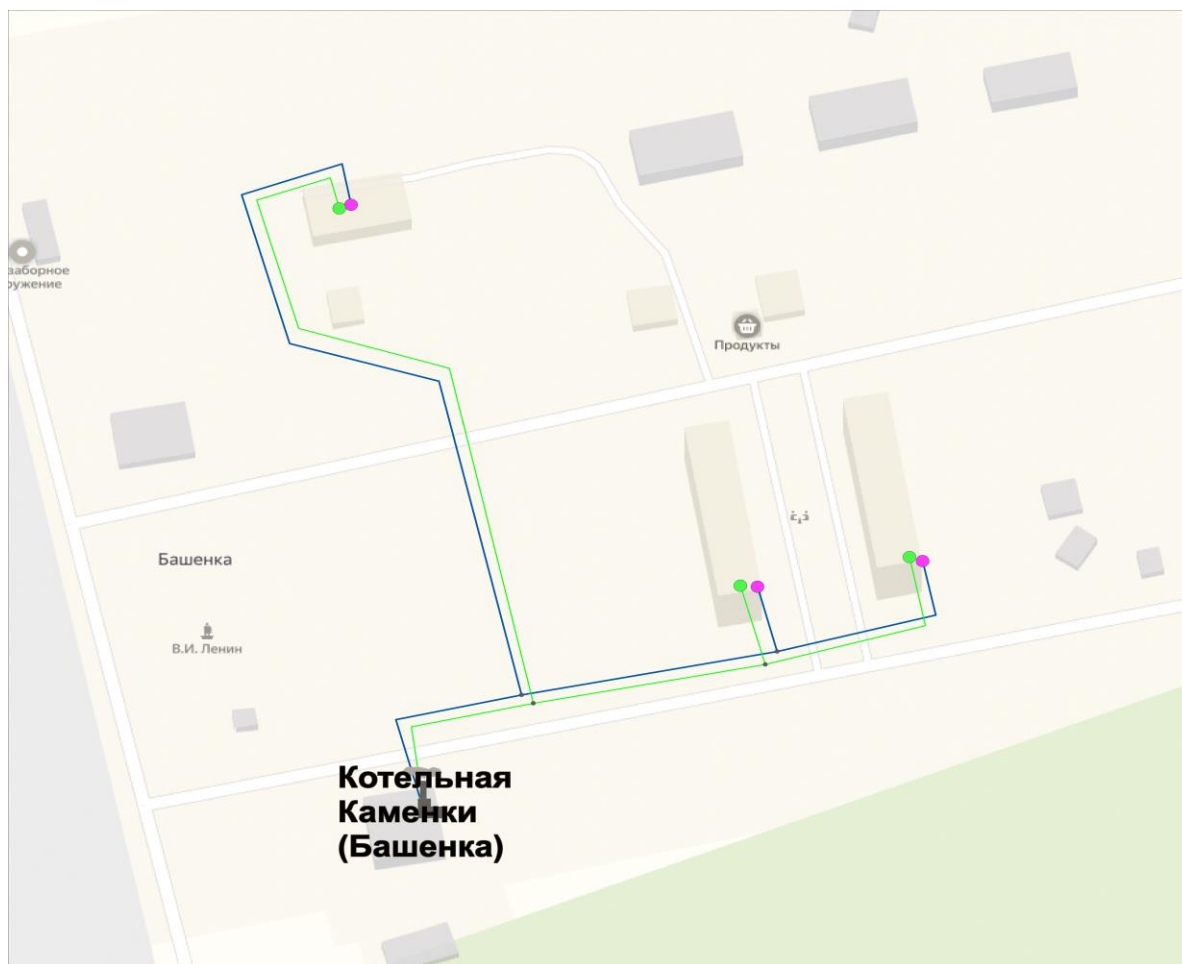 заборное
ружение
Продукты
Башенка
В.И. Ленин
Котельная
Каменки
(Башенка)